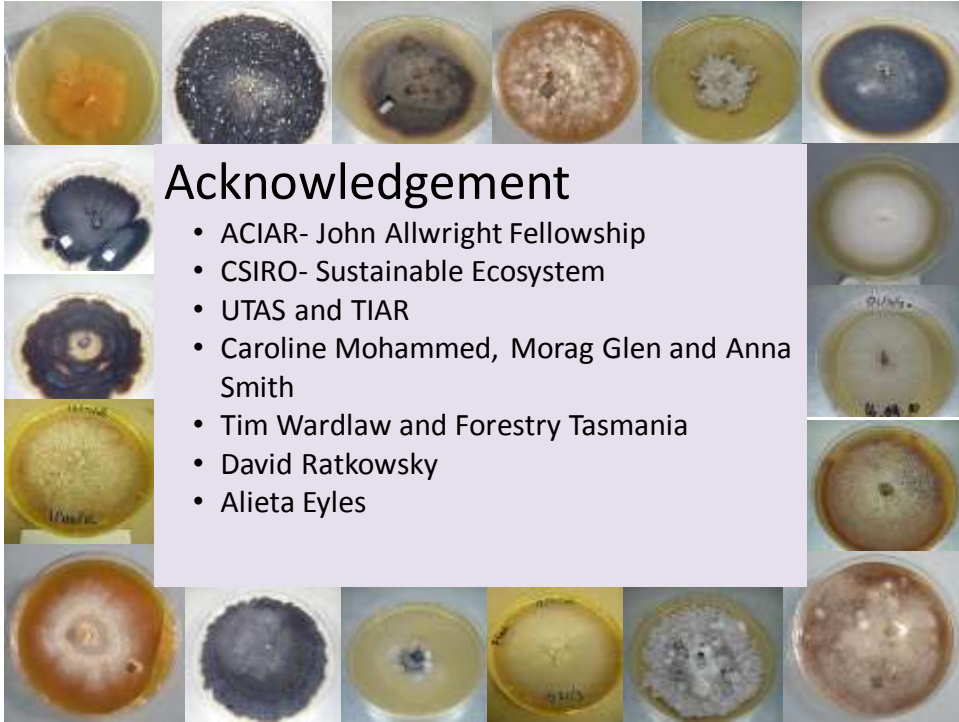 Acknowledgement
• ACIAR- John Allwright Fellowship
• CSIRO- Sustainable Ecosystem
• UTAS and TIAR
• Caroline Mohammed, Morag Glen and Anna
Smith
• Tim Wardlaw and Forestry Tasmania
• David Ratkowsky
• Alieta Eyles